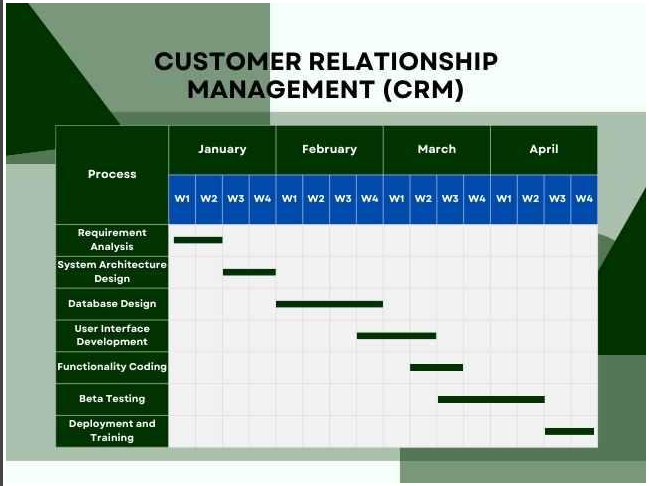 CUSTOMER RELATIONSHIP
MANAGEMENT (CRM)
Process
January February March April
W1 W2 W3 W4 W1 W2 W3 W4 W1 W2 W3 W4 W1 W2 W3 W4
Requirement
Analysis
System Architecture
Design
Database Design
User Interface
Development
Functionality Coding
Beta Testing
Deployment and
Training